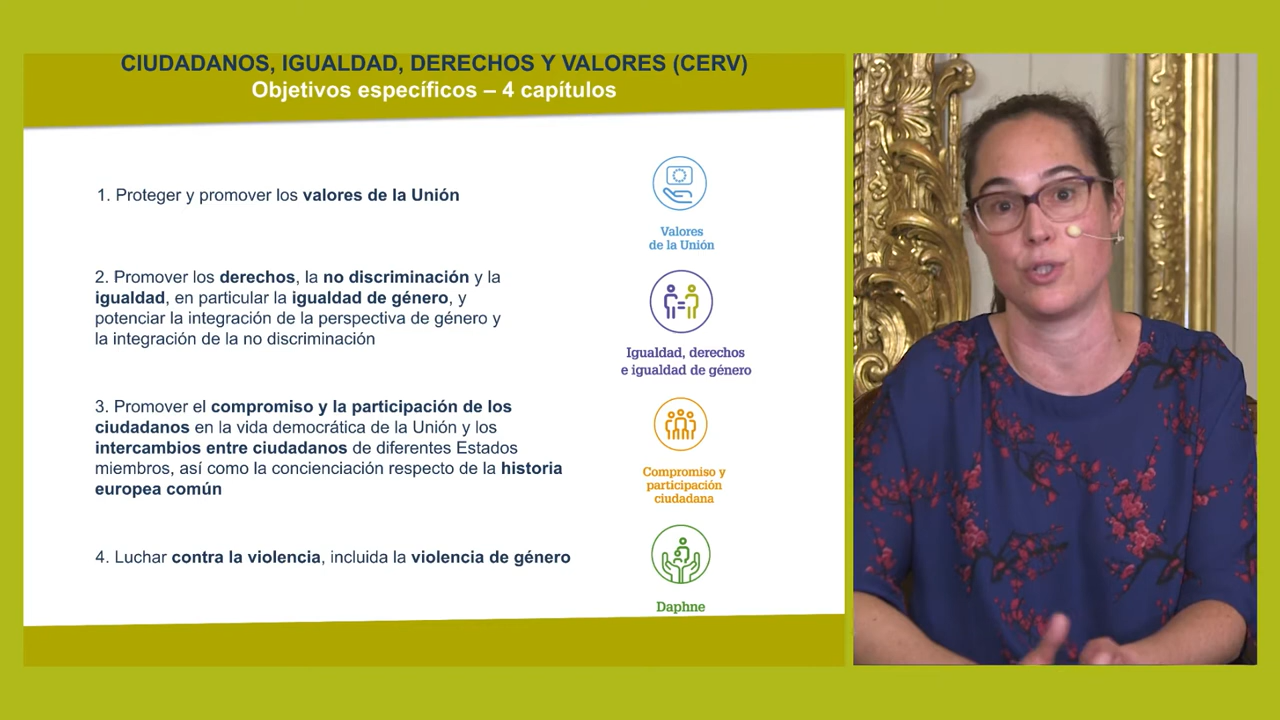 CIUDADANOS, IGUALDAD, DERECHOS Y VALORES (CERV)
Objetivos específicos – 4 capítulos
1. Proteger y promover los valores de la Unión
Valores
de la Unión
2. Promover los derechos, la no discriminación y la
igualdad, en particular la igualdad de género, y
potenciar la integración de la perspectiva de género y
la integración de la no discriminación
Igualdad, derechos
e igualdad de género
3. Promover el compromiso y la participación de los
ciudadanos en la vida democrática de la Unión y los
intercambios entre ciudadanos de diferentes Estados
miembros, así como la concienciación respecto de la historia
europea común
Compromiso y
participación
ciudadana
4. Luchar contra la violencia, incluida la violencia de género
Daphne